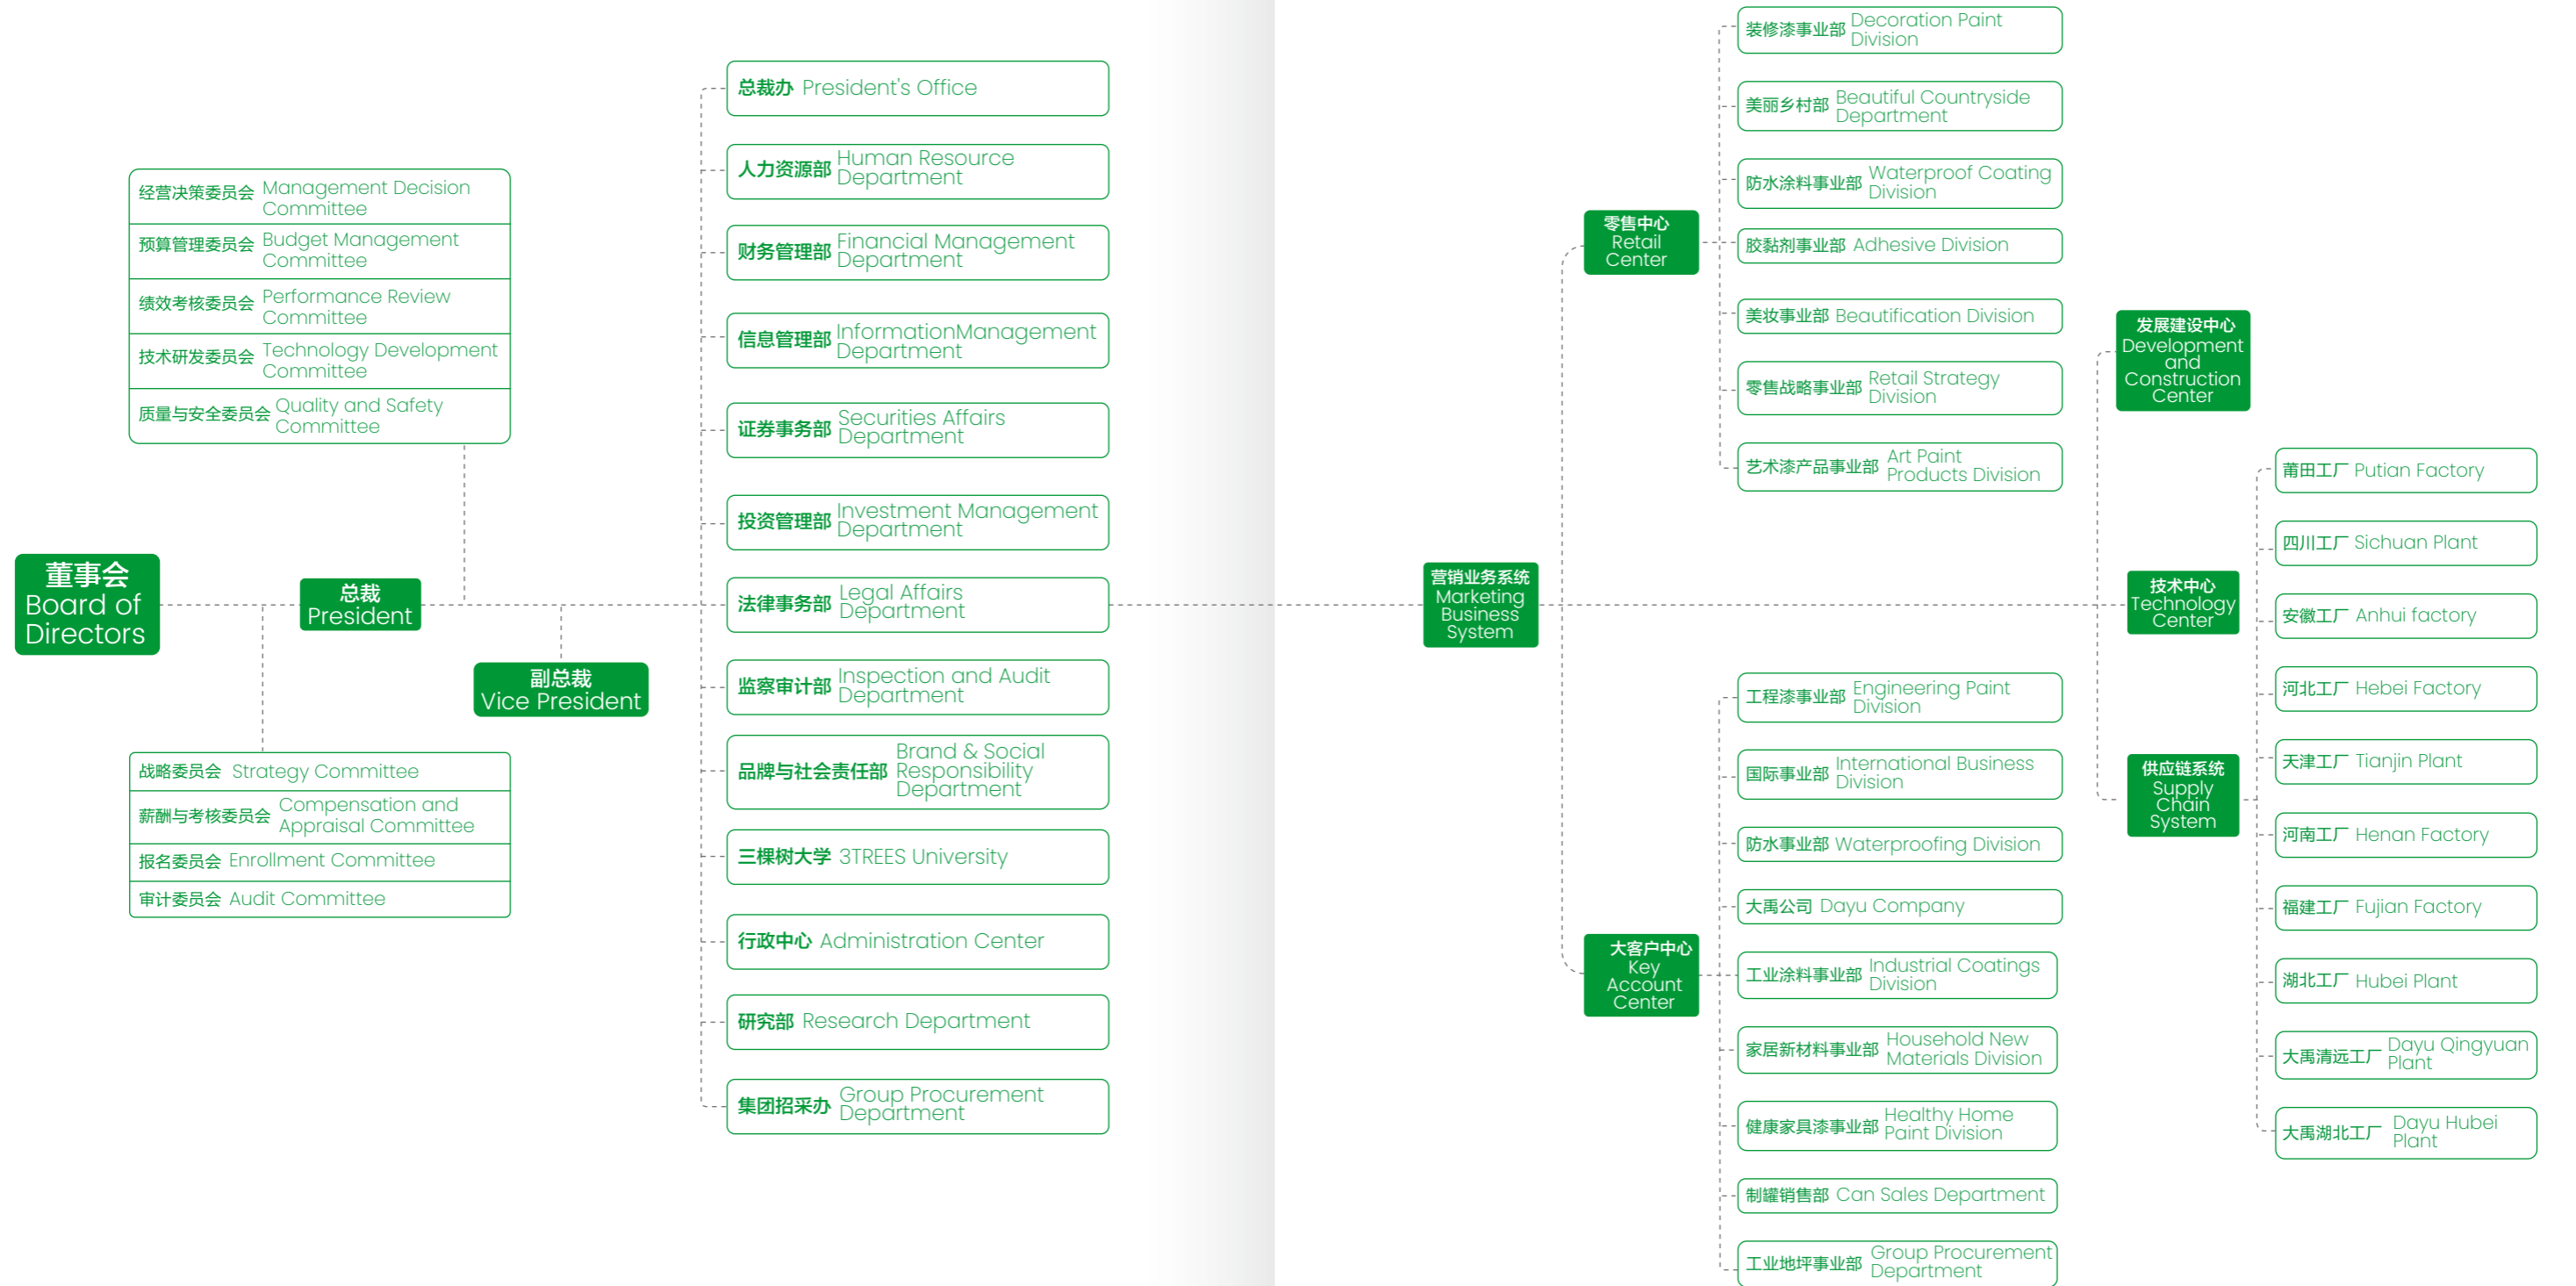 董事会
Board of
Directors
总裁
President
副总裁
Vice President
经营决策委员会 Management Decision
Committee
预算管理委员会 Budget Management
Committee
绩效考核委员会 Performance Review
Committee
技术研发委员会 Technology Development
Committee
质量与安全委员会 Quality and Safety
Committee
战略委员会 Strategy Committee
薪酬与考核委员会 Compensation and
Appraisal Committee
报名委员会 Enrollment Committee
审计委员会 Audit Committee
总裁办 President's Office
人力资源部 Human Resource
Department
财务管理部 Financial Management
Department
信息管理部 InformationManagement
Department
证券事务部 Securities Affairs
Department
投资管理部 Investment Management
Department
法律事务部 Legal Affairs
Department
监察审计部 Inspection and Audit
Department
品牌与社会责任部 Brand & Social
Responsibility
Department
三棵树大学 3TREES University
行政中心 Administration Center
研究部 Research Department
集团招采办 Group Procurement
Department
营销业务系统
Marketing
Business
System
零售中心
Retail
Center
装修漆事业部 Decoration Paint
Division
美丽乡村部 Beautiful Countryside
Department
防水涂料事业部 Waterproof Coating
Division
胶黏剂事业部 Adhesive Division
美妆事业部 Beautification Division
零售战略事业部 Retail Strategy
Division
艺术漆产品事业部 Art Paint
Products Division
大客户中心
Key
Account
Center
工程漆事业部 Engineering Paint
Division
国际事业部 International Business
Division
防水事业部 Waterproofing Division
大禹公司 Dayu Company
工业涂料事业部 Industrial Coatings
Division
家居新材料事业部 Household New
Materials Division
健康家具漆事业部 Healthy Home
Paint Division
制罐销售部 Can Sales Department
工业地坪事业部 Group Procurement
Department
发展建设中心
Development
and
Construction
Center
技术中心
Technology
Center
供应链系统
Supply
Chain
System
莆田工厂 Putian Factory
四川工厂 Sichuan Plant
安徽工厂 Anhui factory
河北工厂 Hebei Factory
天津工厂 Tianjin Plant
河南工厂 Henan Factory
福建工厂 Fujian Factory
湖北工厂 Hubei Plant
大禹清远工厂 Dayu Qingyuan
Plant
大禹湖北工厂 Dayu Hubei
Plant